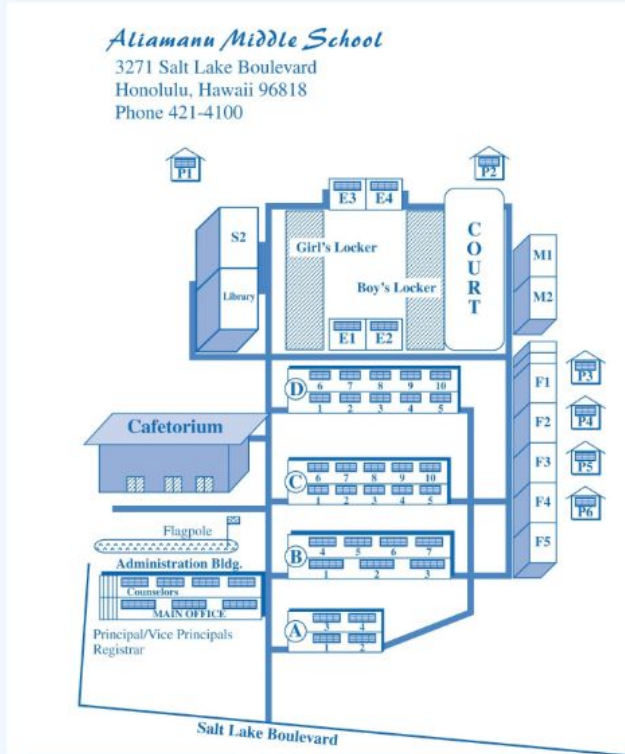 Aliamanu Middle School
3271 Salt Lake Boulevard
Honolulu, Hawaii 96818
Phone 421-4100
P1
P2
E3 E4
S2
Girl's Locker
COURT
M1
Library
Boy's Locker
M2
E1 E2
D
6 7 8 9 10
1 2 3 4 5
F1
P3
Cafetorium
F2
P4
C
6 7 8 9 10
1 2 3 4 5
F3
P5
F4
P6
Flagpole
B
4 5 6 7
1 2 3
F5
Administration Bldg.
Counselors
MAIN OFFICE
A
3 4
1 2
Principal/Vice Principals
Registrar
Salt Lake Boulevard